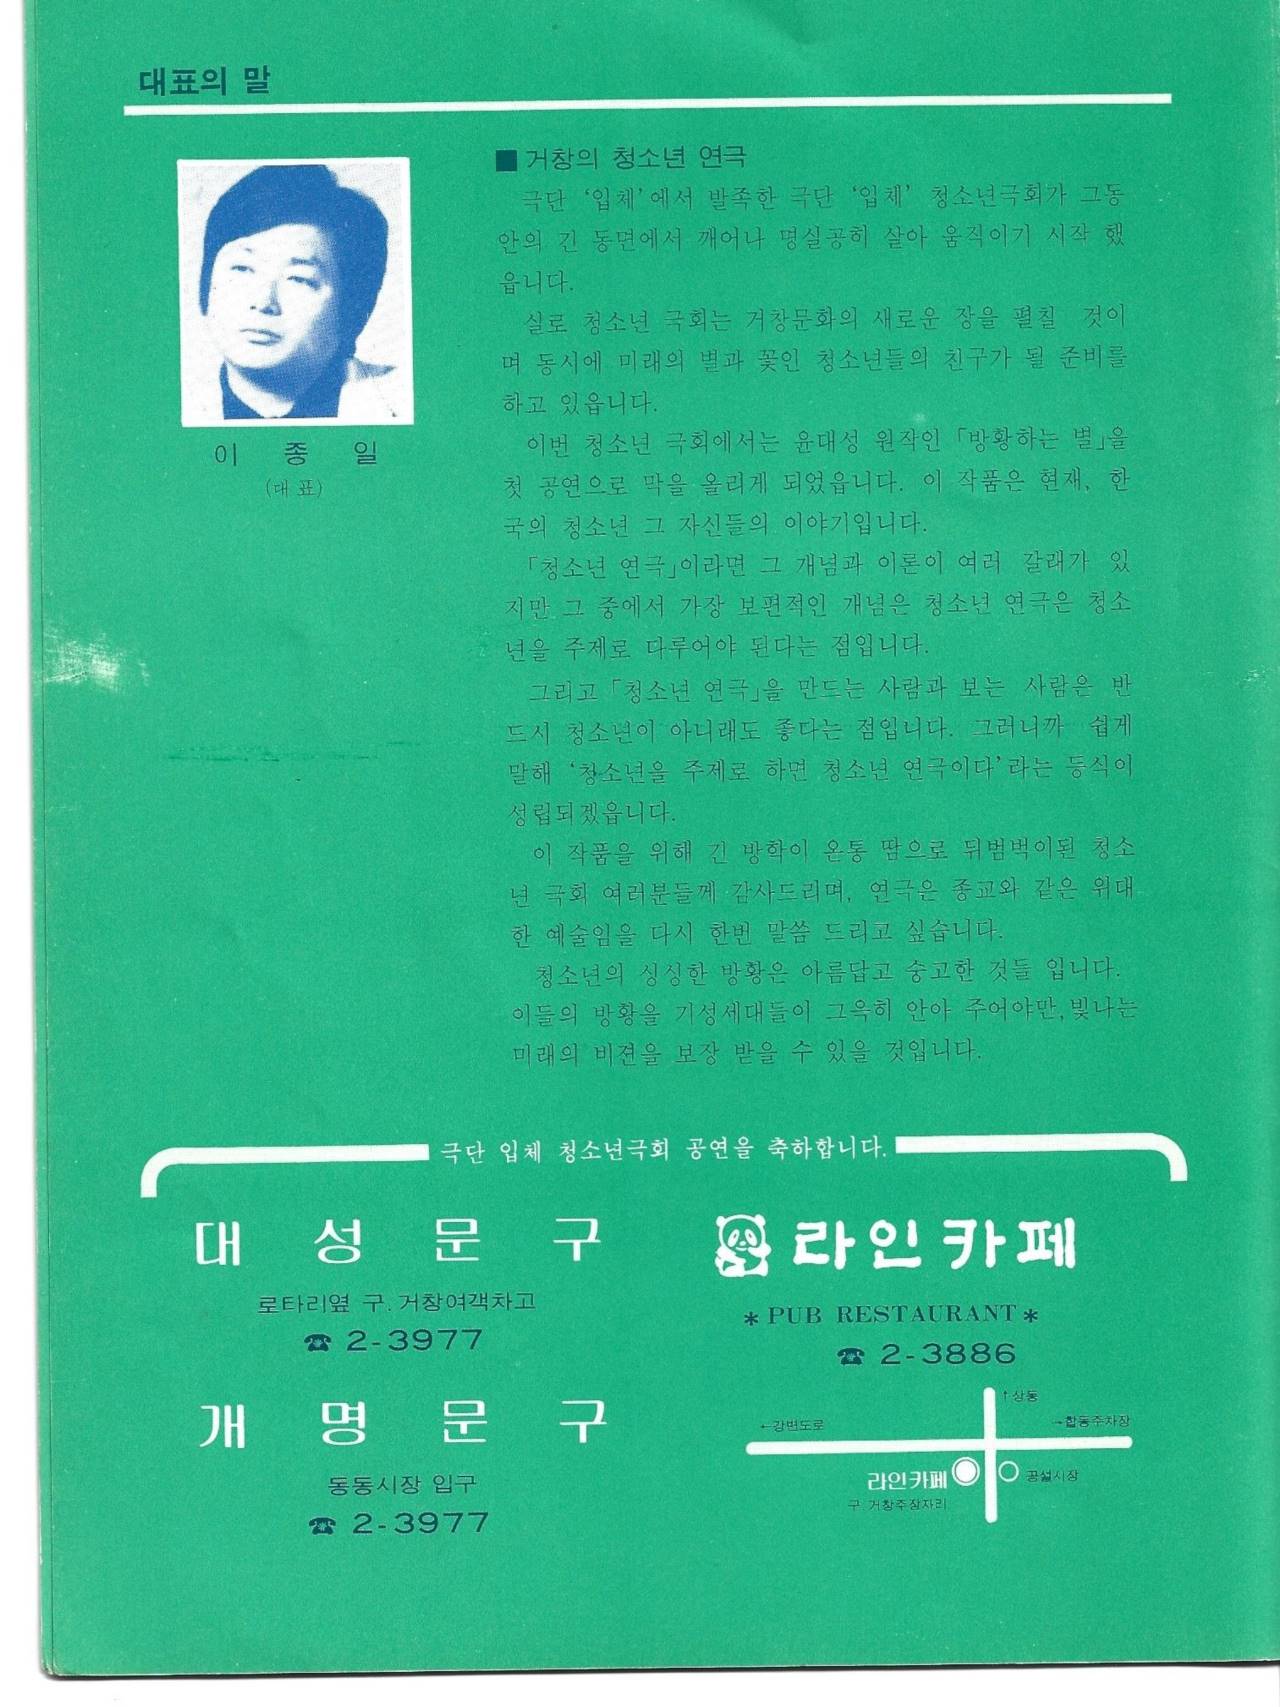 대표의 말
이 종 일
(대표)
■ 거창의 청소년 연극
극단 ‘입체’에서 발족한 극단 ‘입체’ 청소년국회가 그동
안의 긴 동면에서 깨어나 명실공히 살아 움직이기 시작 했
읍니다.
실로 청소년 국회는 거창문화의 새로운 장을 펼칠 것이
며 동시에 미래의 별과 꽃인 청소년들의 친구가 될 준비를
하고 있읍니다.
이번 청소년 국회에서는 윤대성 원작인 「방황하는 별」을
첫 공연으로 막을 올리게 되었읍니다. 이 작품은 현재, 한
국의 청소년 그 자신들의 이야기입니다.
「청소년 연극」이라면 그 개념과 이론이 여러 갈래가 있
지만 그 중에서 가장 보편적인 개념은 청소년 연극은 청소
년을 주제로 다루어야 된다는 점입니다.
그리고 「청소년 연극」을 만드는 사람과 보는 사람은 반
드시 청소년이 아니래도 좋다는 점입니다. 그러니까 쉽게
말해 ‘청소년을 주제로 하면 청소년 연극이다’라는 등식이
성립되겠읍니다.
이 작품을 위해 긴 방학이 온통 땀으로 뒤범벅이된 청소
년 국회 여러분들께 감사드리며, 연극은 종교와 같은 위대
한 예술임을 다시 한번 말씀 드리고 싶습니다.
청소년의 싱싱한 방황은 아름답고 숭고한 것들 입니다.
이들의 방황을 기성세대들이 그윽히 안아 주어야만, 빛나는
미래의 비젼을 보장 받을 수 있을 것입니다.
극단 입체 청소년국회 공연을 축하합니다.
대 성 문 구
로타리옆 구. 거창여객차고
☎ 2-3977
개 명 문 구
동동시장 입구
☎ 2-3977
라인카페
* PUB RESTAURANT *
☎ 2-3886
↑상동
←강변도로
→합동주차장
라인카페
공설시장
구. 거창주장자리